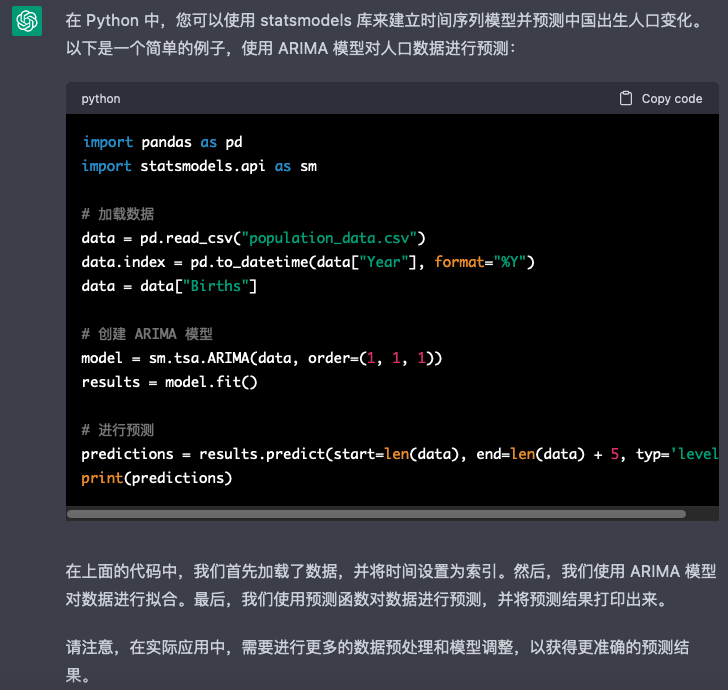 在 Python 中，您可以使用 statsmodels 库来建立时间序列模型并预测中国出生人口变化。
以下是一个简单的例子，使用 ARIMA 模型对人口数据进行预测：
python Copy code
import pandas as pd
import statsmodels.api as sm
# 加载数据
data = pd.read_csv("population_data.csv")
data.index = pd.to_datetime(data["Year"], format="%Y")
data = data["Births"]
# 创建 ARIMA 模型
model = sm.tsa.ARIMA(data, order=(1, 1, 1))
results = model.fit()
# 进行预测
predictions = results.predict(start=len(data), end=len(data) + 5, typ='level
print(predictions)
在上面的代码中，我们首先加载了数据，并将时间设置为索引。然后，我们使用 ARIMA 模型
对数据进行拟合。最后，我们使用预测函数对数据进行预测，并将预测结果打印出来。
请注意，在实际应用中，需要进行更多的数据预处理和模型调整，以获得更准确的预测结
果。